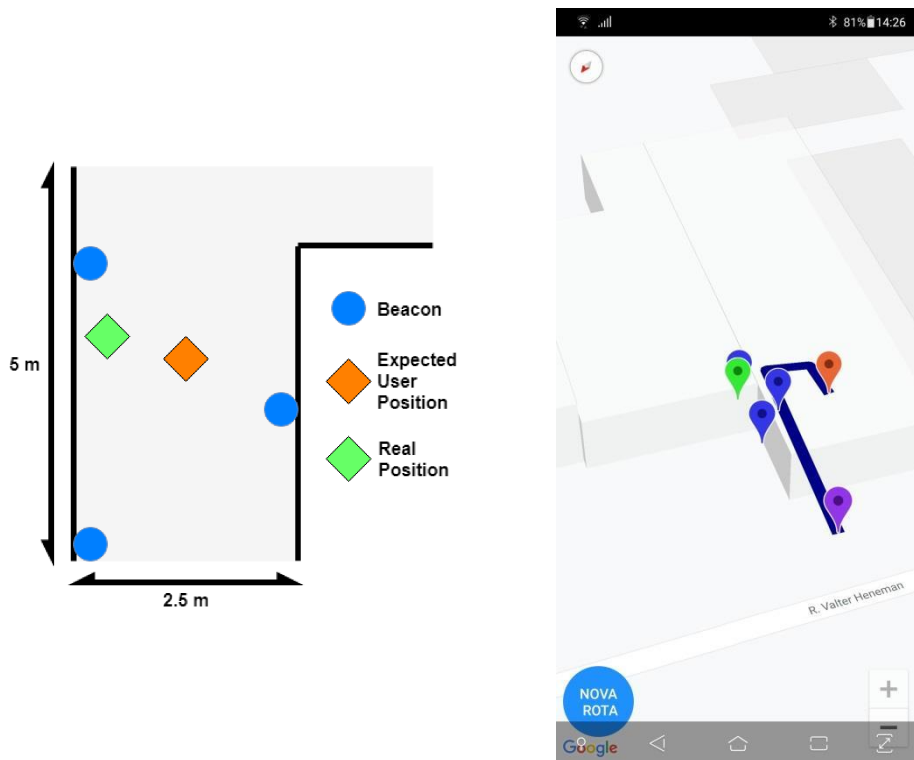 5 m
2.5 m
Beacon
Expected
User
Position
Real
Position
81% 14:26
R. Valter Heneman
NOVA
ROTA
+
−
Google